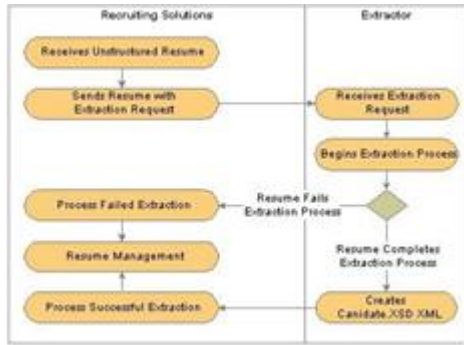 Recruiting Solutions
Extractor
Receives Unstructured Resume
Sends Resume with
Extraction Request
Receives Extraction
Request
Begins Extraction Process
Resume Fails
Extraction Process
Process Failed Extraction
Resume Management
Resume Completes
Extraction Process
Process Successful Extraction
Creates
Canidate.XSD XML